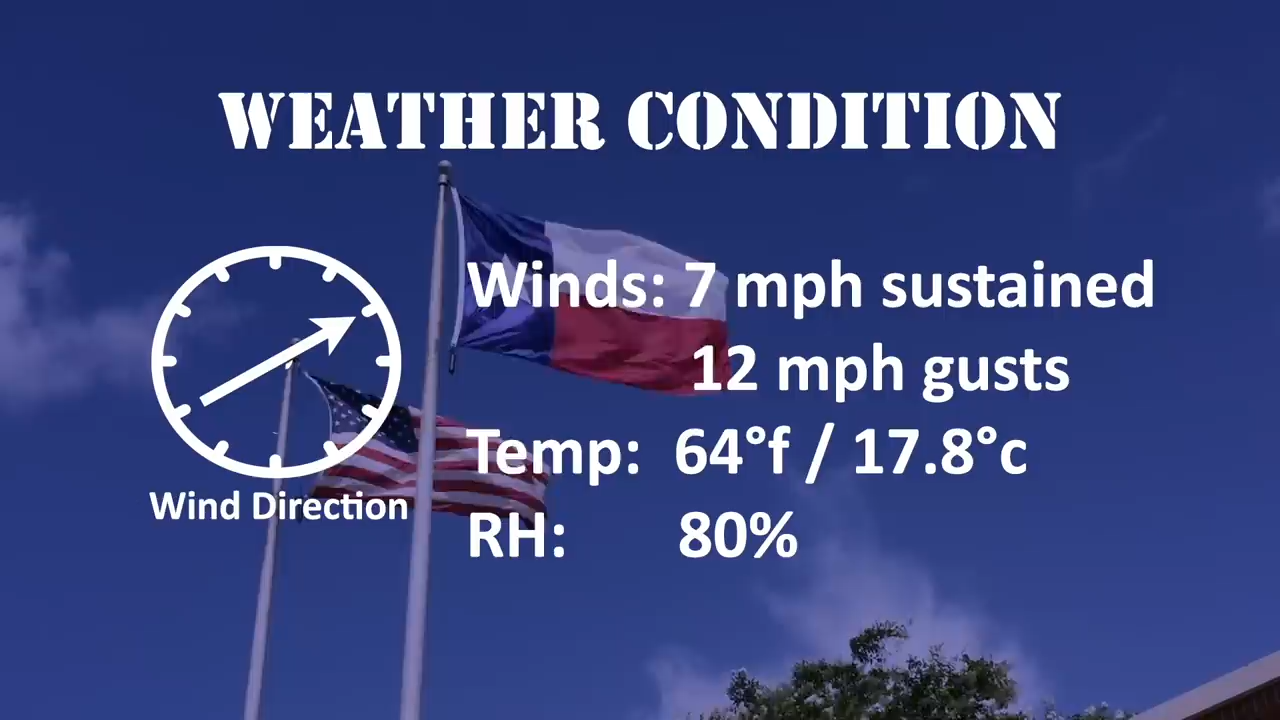 WEATHER CONDITION
Winds: 7 mph sustained
12 mph gusts
Temp: 64°f / 17.8°c
RH: 80%
Wind Direction